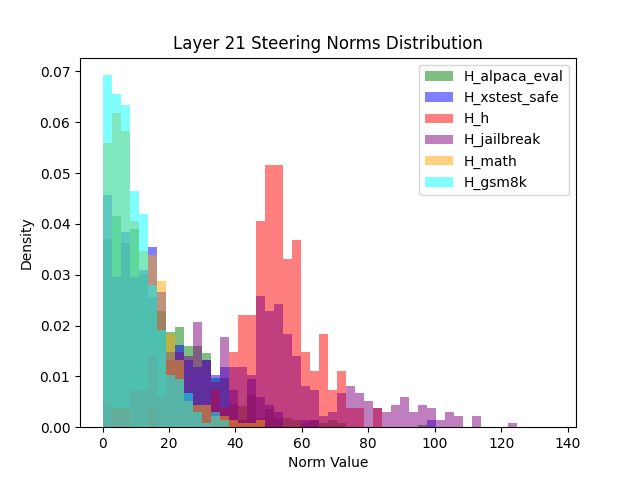 Layer 21 Steering Norms Distribution
H_alpaca_eval
H_xstest_safe
H_h
H_jailbreak
H_math
H_gsm8k
Density
0.07
0.06
0.05
0.04
0.03
0.02
0.01
0.00
0 20 40 60 80 100 120 140
Norm Value